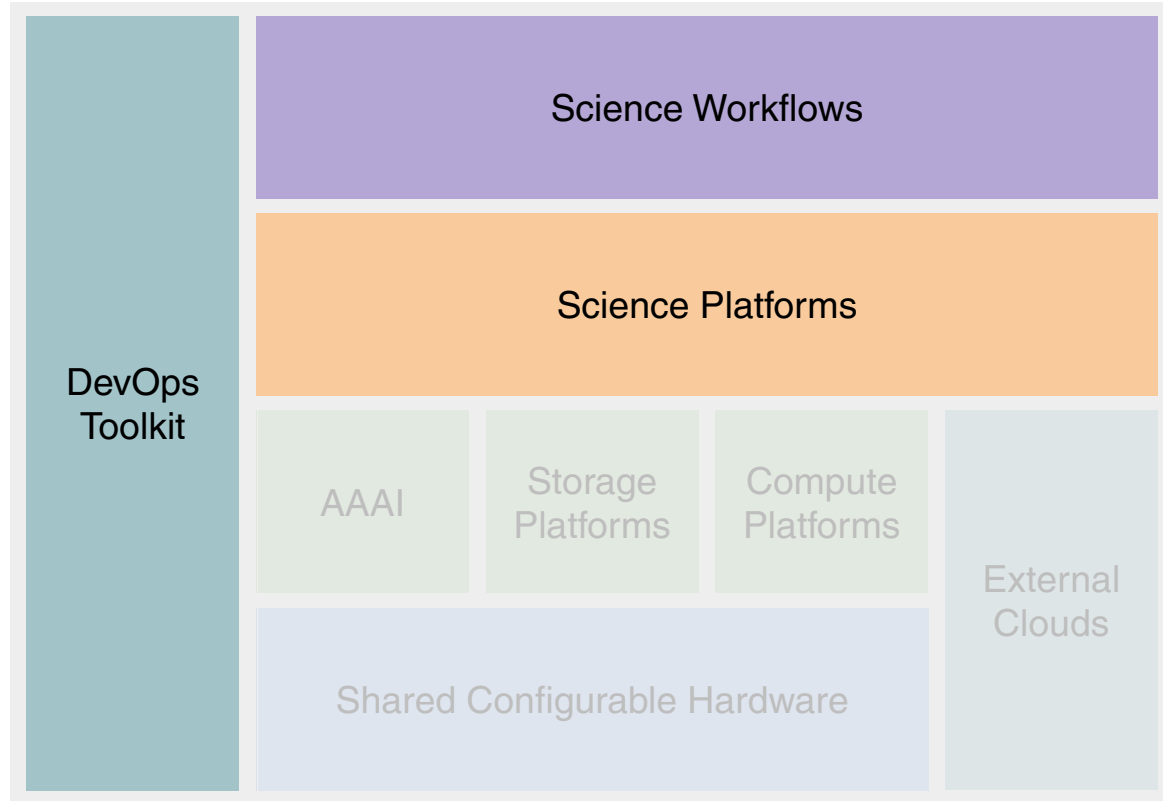 Science Workflows
Science Platforms
DevOps
Toolkit
AAAI
Storage
Platforms
Compute
Platforms
External
Clouds
Shared Configurable Hardware